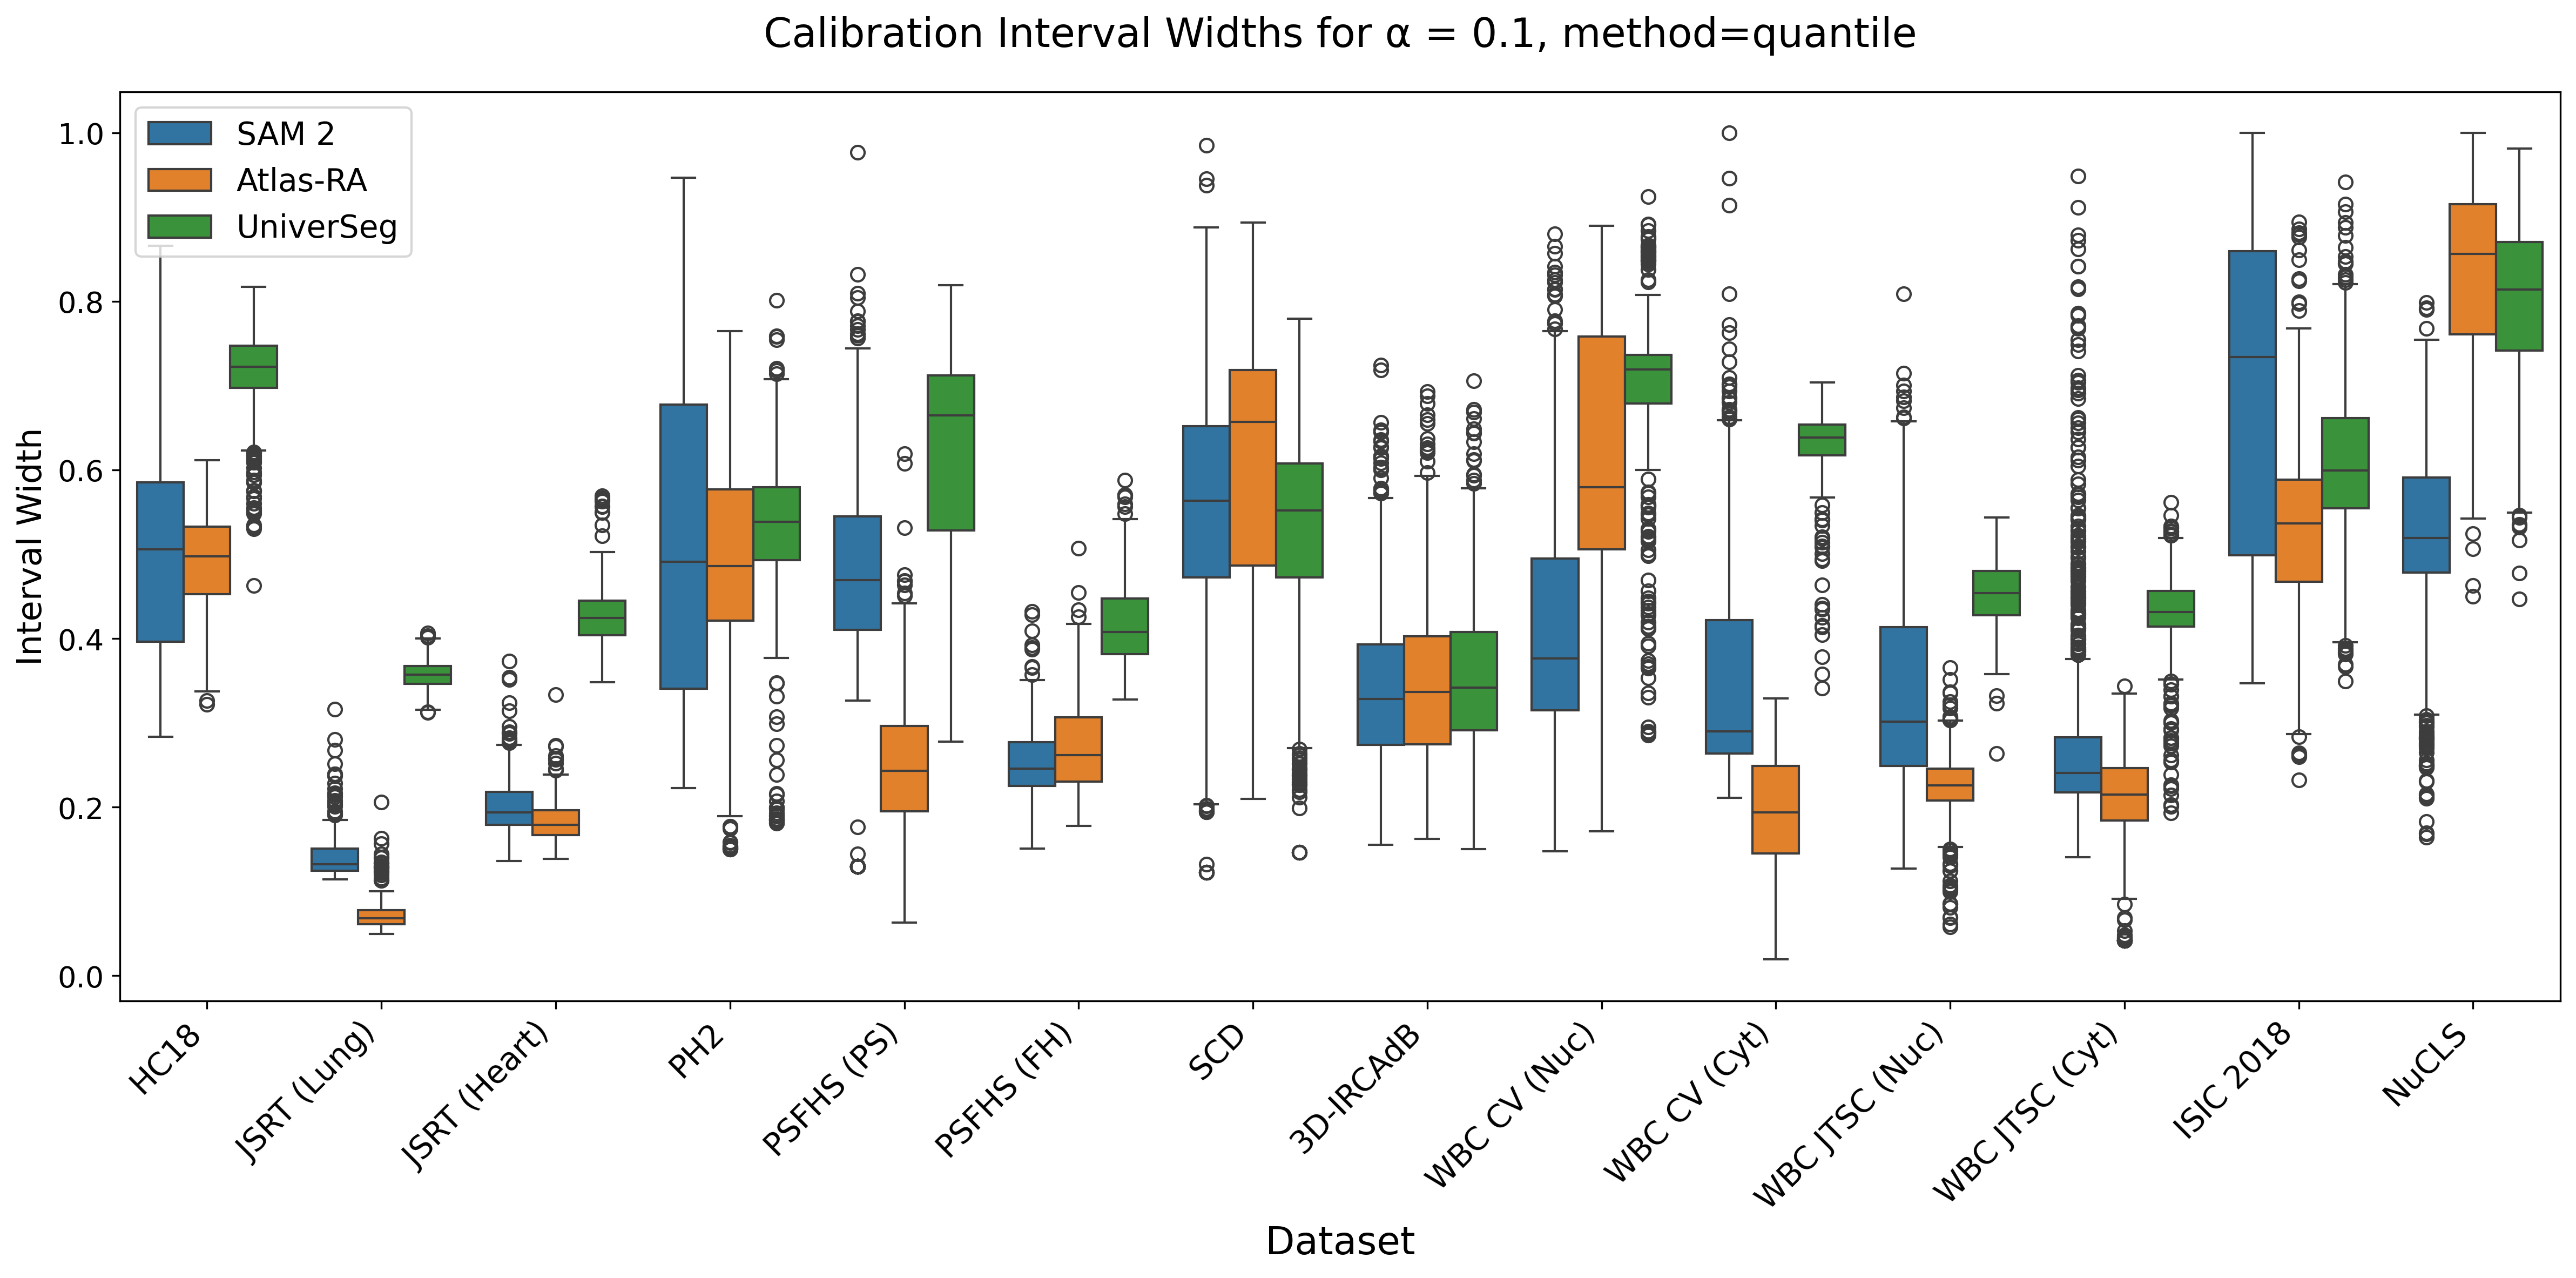 Calibration Interval Widths for α = 0.1, method=quantile
SAM 2
Atlas-RA
UniverSeg
Interval Width
1.0
0.8
0.6
0.4
0.2
0.0
HC18
JSRT (Lung)
JSRT (Heart)
PH2
PSFHS (PS)
PSFHS (FH)
SCD
3D-IRCAdB
WBC CV (Nuc)
WBC CV (Cyt)
WBC JTSC (Nuc)
WBC JTSC (Cyt)
ISIC 2018
NuCLS
Dataset